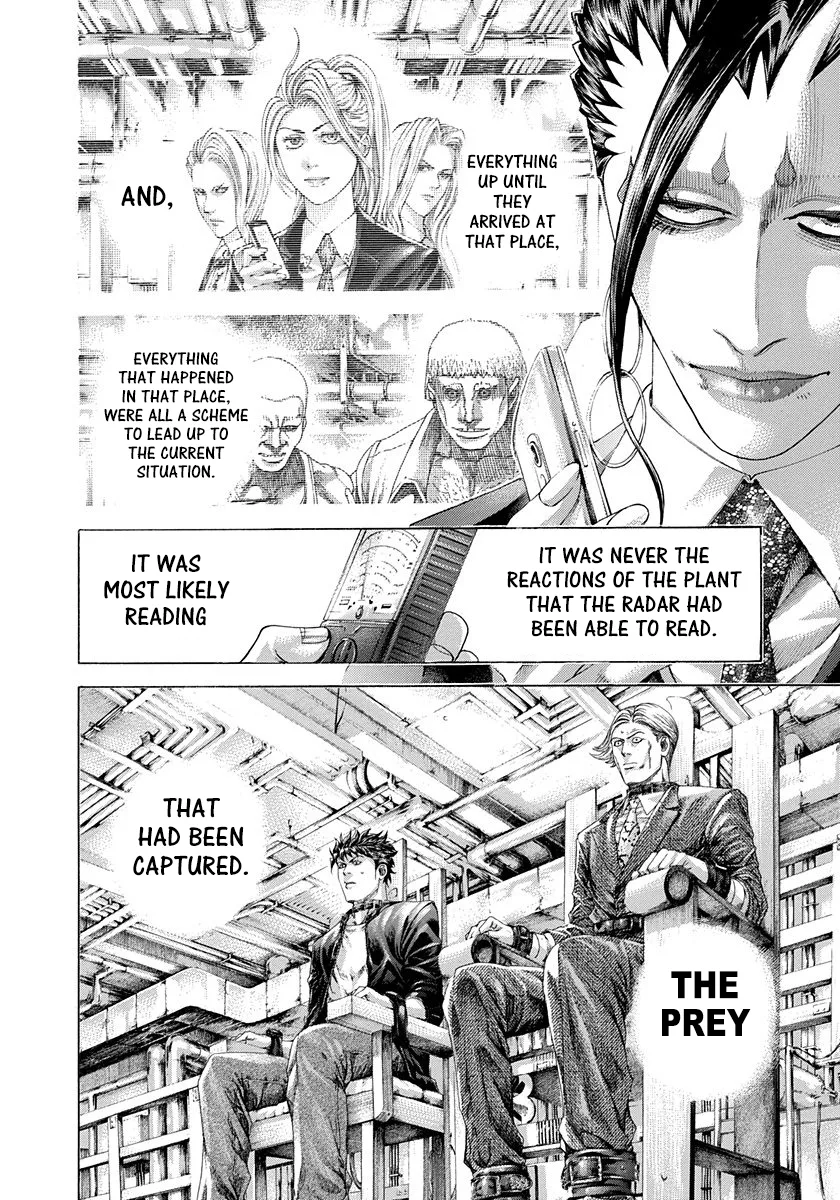 EVERYTHING
UP UNTIL
THEY
ARRIVED AT
THAT PLACE,
AND,
EVERYTHING
THAT HAPPENED
IN THAT PLACE,
WERE ALL A SCHEME
TO LEAD UP TO
THE CURRENT
SITUATION.
IT WAS NEVER THE
REACTIONS OF THE PLANT
THAT THE RADAR HAD
BEEN ABLE TO READ.
IT WAS
MOST LIKELY
READING
THE
PREY
THAT
HAD BEEN
CAPTURED.
3